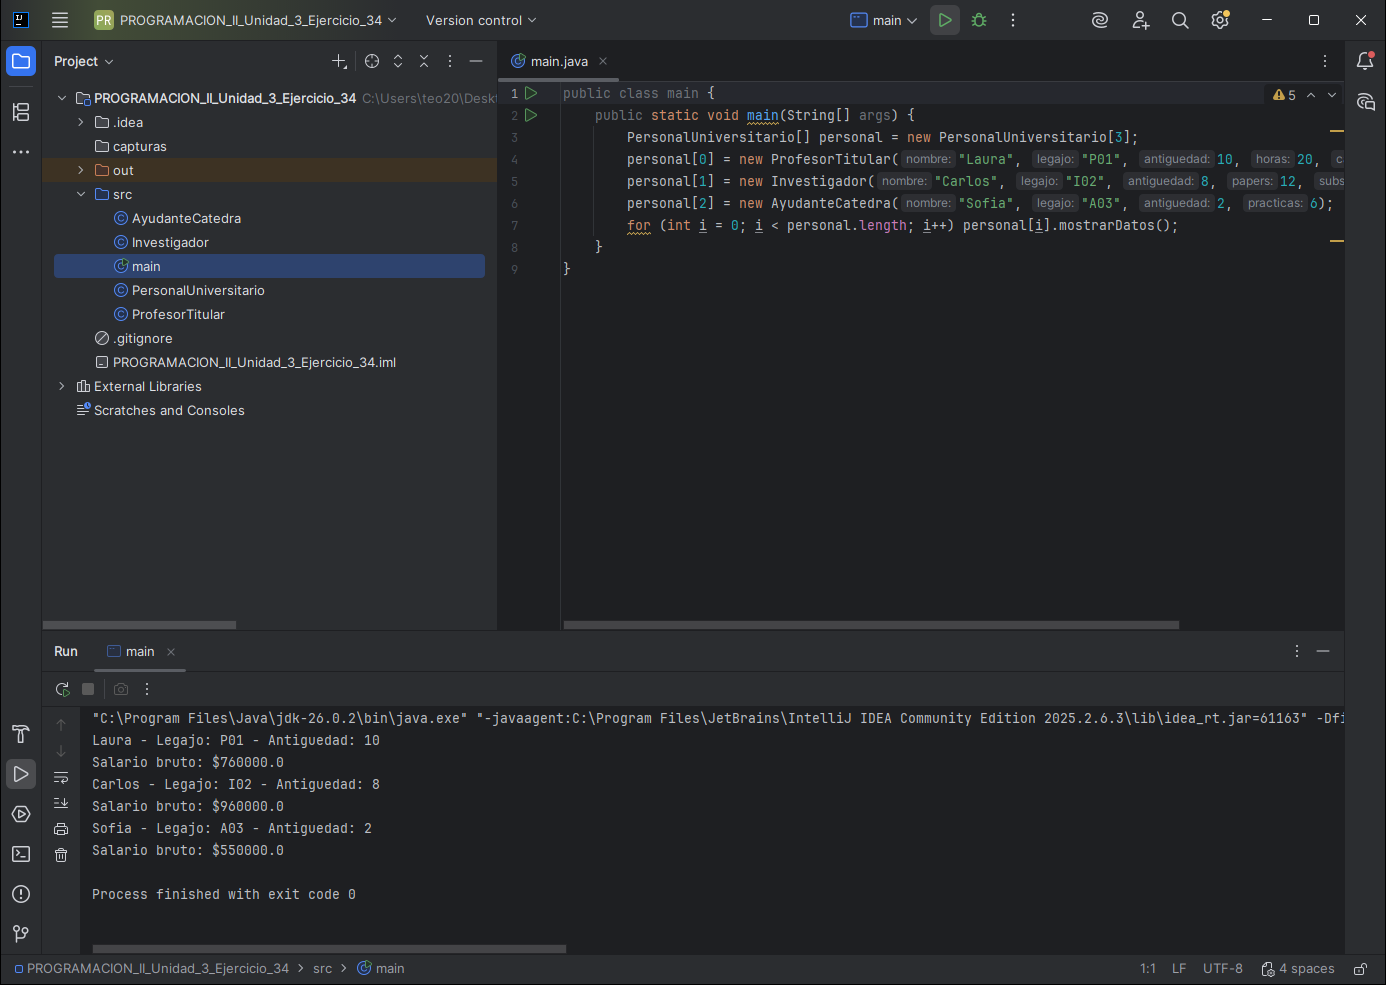 PR PROGRAMACION_II_Unidad_3_Ejercicio_34 Version control main
Project
main.java
PROGRAMACION_II_Unidad_3_Ejercicio_34 C:\Users\teo20\Deskt
.idea
capturas
out
src
AyudanteCatedra
Investigador
main
PersonalUniversitario
ProfesorTitular
.gitignore
PROGRAMACION_II_Unidad_3_Ejercicio_34.iml
External Libraries
Scratches and Consoles
5
1 public class main {
2 public static void main(String[] args) {
3 PersonalUniversitario[] personal = new PersonalUniversitario[3];
4 personal[0] = new ProfesorTitular( nombre: "Laura", legajo: "P01", antiguedad: 10, horas: 20, c
5 personal[1] = new Investigador( nombre: "Carlos", legajo: "I02", antiguedad: 8, papers: 12, subs
6 personal[2] = new AyudanteCatedra( nombre: "Sofia", legajo: "A03", antiguedad: 2, practicas: 6);
7 for (int i = 0; i < personal.length; i++) personal[i].mostrarDatos();
8 }
9 }
Run main
"C:\Program Files\Java\jdk-26.0.2\bin\java.exe" "-javaagent:C:\Program Files\JetBrains\IntelliJ IDEA Community Edition 2025.2.6.3\lib\idea_rt.jar=61163" -Dfi
Laura - Legajo: P01 - Antiguedad: 10
Salario bruto: $760000.0
Carlos - Legajo: I02 - Antiguedad: 8
Salario bruto: $960000.0
Sofia - Legajo: A03 - Antiguedad: 2
Salario bruto: $550000.0
Process finished with exit code 0
PROGRAMACION_II_Unidad_3_Ejercicio_34 > src > main
1:1 LF UTF-8 4 spaces